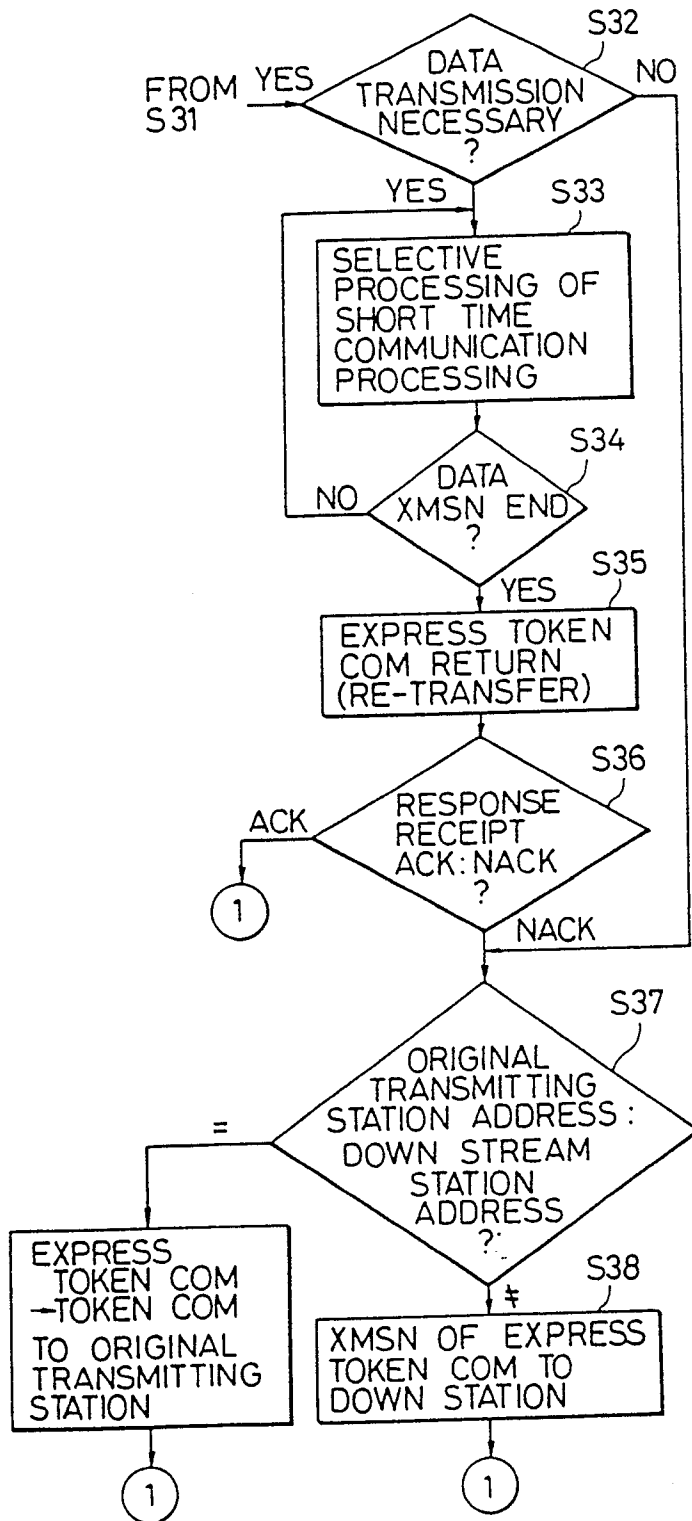 S32
FROM YES
S31
DATA
TRANSMISSION
NECESSARY
?
NO
YES
S33
SELECTIVE
PROCESSING OF
SHORT TIME
COMMUNICATION
PROCESSING
S34
DATA
XMSN END
?
NO
YES
S35
EXPRESS TOKEN
COM RETURN
(RE-TRANSFER)
S36
RESPONSE
RECEIPT
ACK:NACK
?
ACK
1
NACK
S37
ORIGINAL
TRANSMITTING
STATION ADDRESS:
DOWN STREAM
STATION
ADDRESS
?:
=
EXPRESS
TOKEN COM
→TOKEN COM
TO ORIGINAL
TRANSMITTING
STATION
1
≠
S38
XMSN OF EXPRESS
TOKEN COM TO
DOWN STATION
1